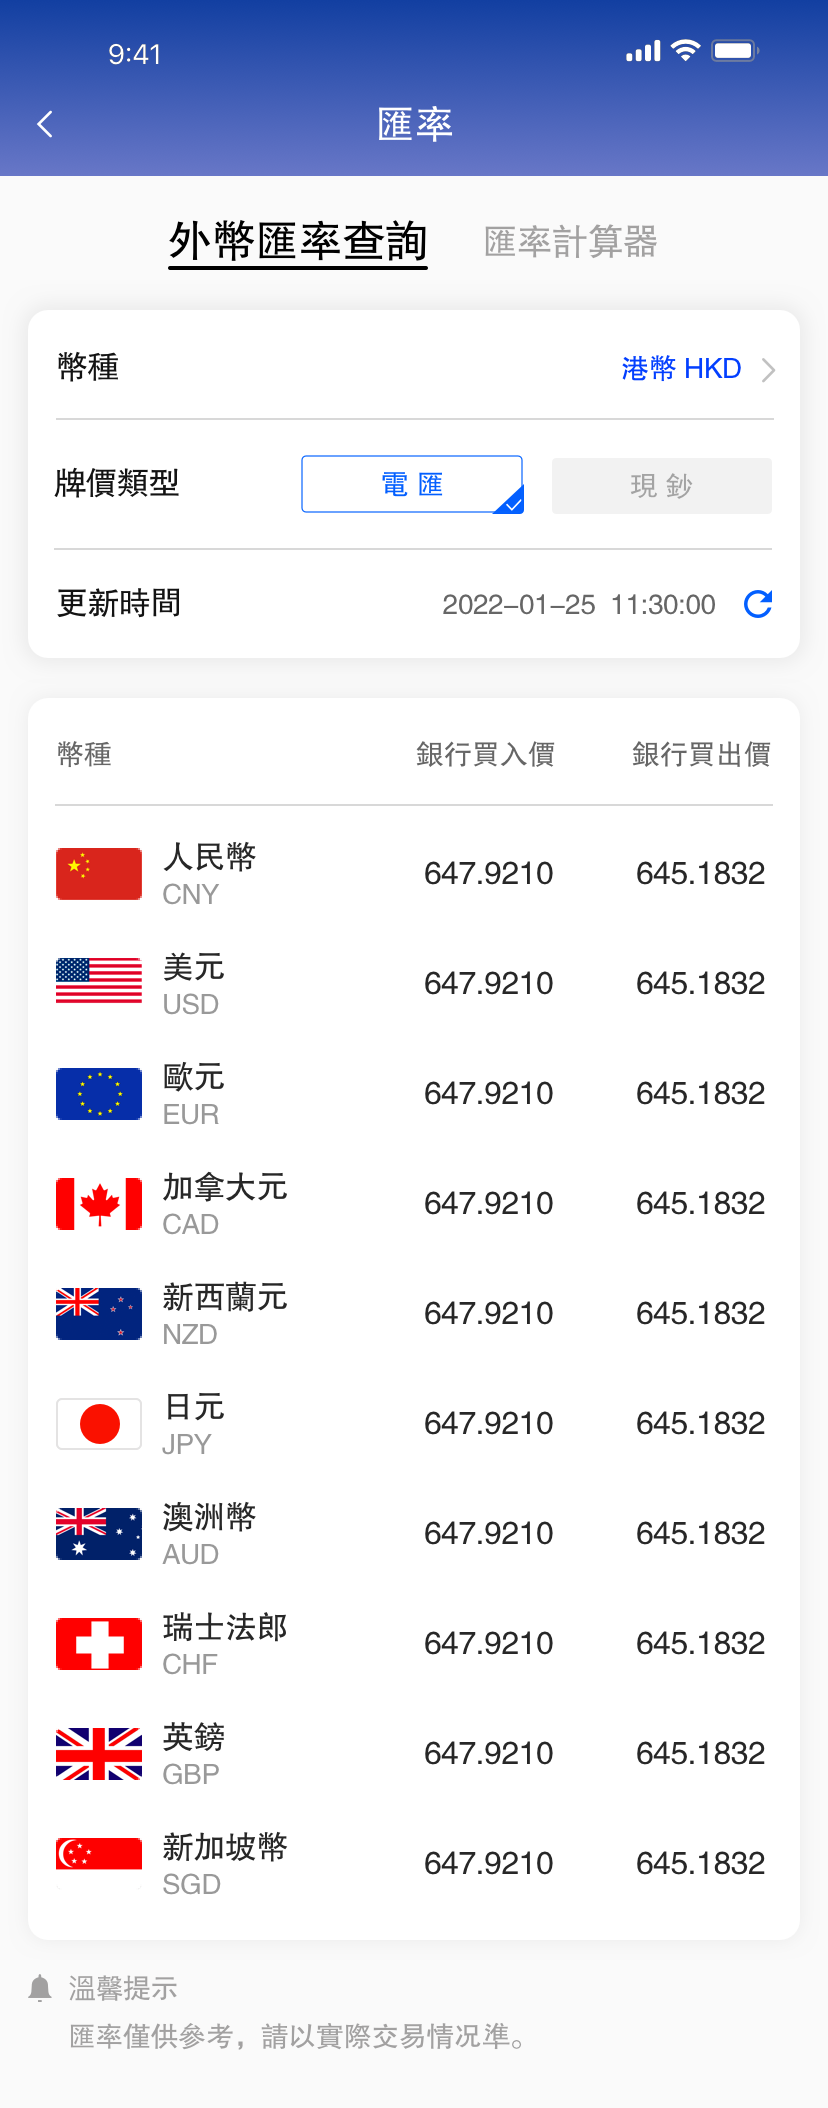 9:41
匯率
外幣匯率查詢 匯率計算器
幣種 港幣 HKD
牌價類型 電匯 現鈔
更新時間 2022-01-25 11:30:00
幣種 銀行買入價 銀行買出價
人民幣 647.9210 645.1832
CNY
美元 647.9210 645.1832
USD
歐元 647.9210 645.1832
EUR
加拿大元 647.9210 645.1832
CAD
新西蘭元 647.9210 645.1832
NZD
日元 647.9210 645.1832
JPY
澳洲幣 647.9210 645.1832
AUD
瑞士法郎 647.9210 645.1832
CHF
英鎊 647.9210 645.1832
GBP
新加坡幣 647.9210 645.1832
SGD
溫馨提示
匯率僅供參考，請以實際交易情况準。